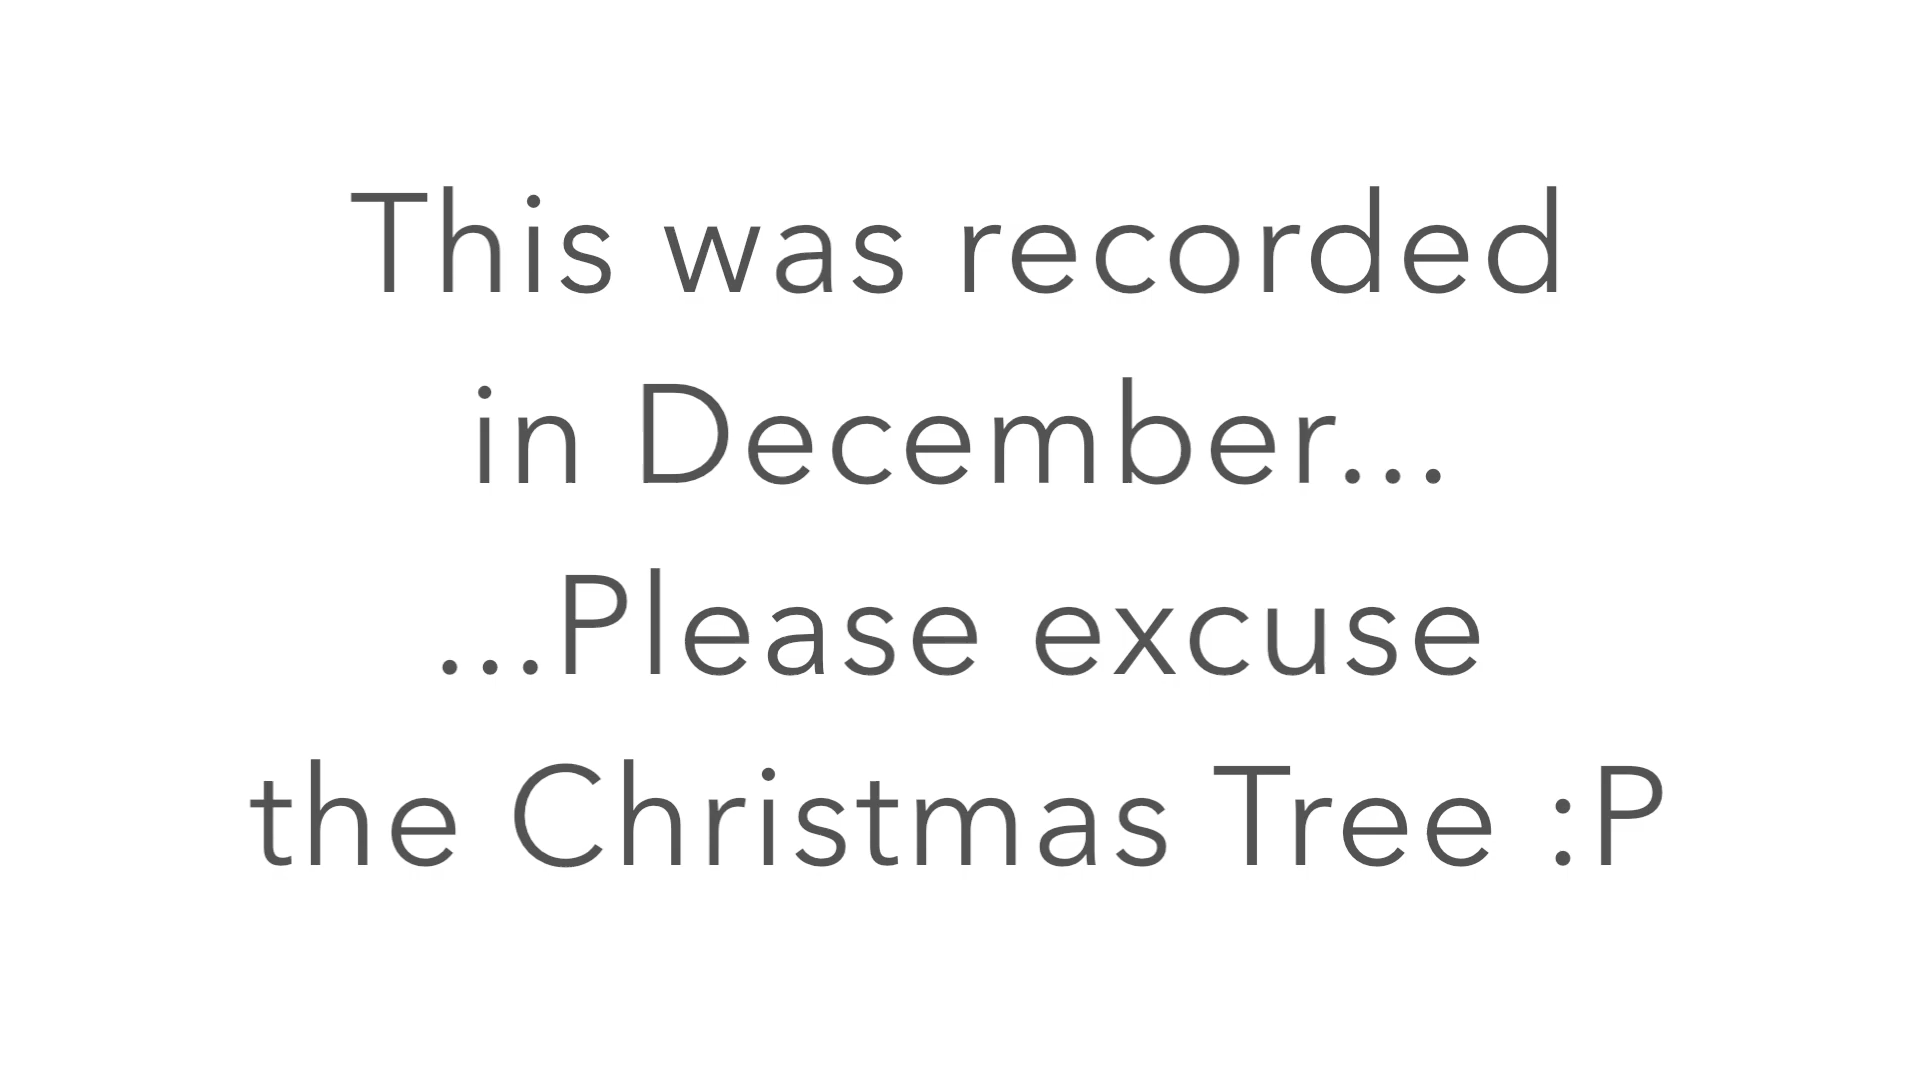 This was recorded
in December...
...Please excuse
the Christmas Tree :P